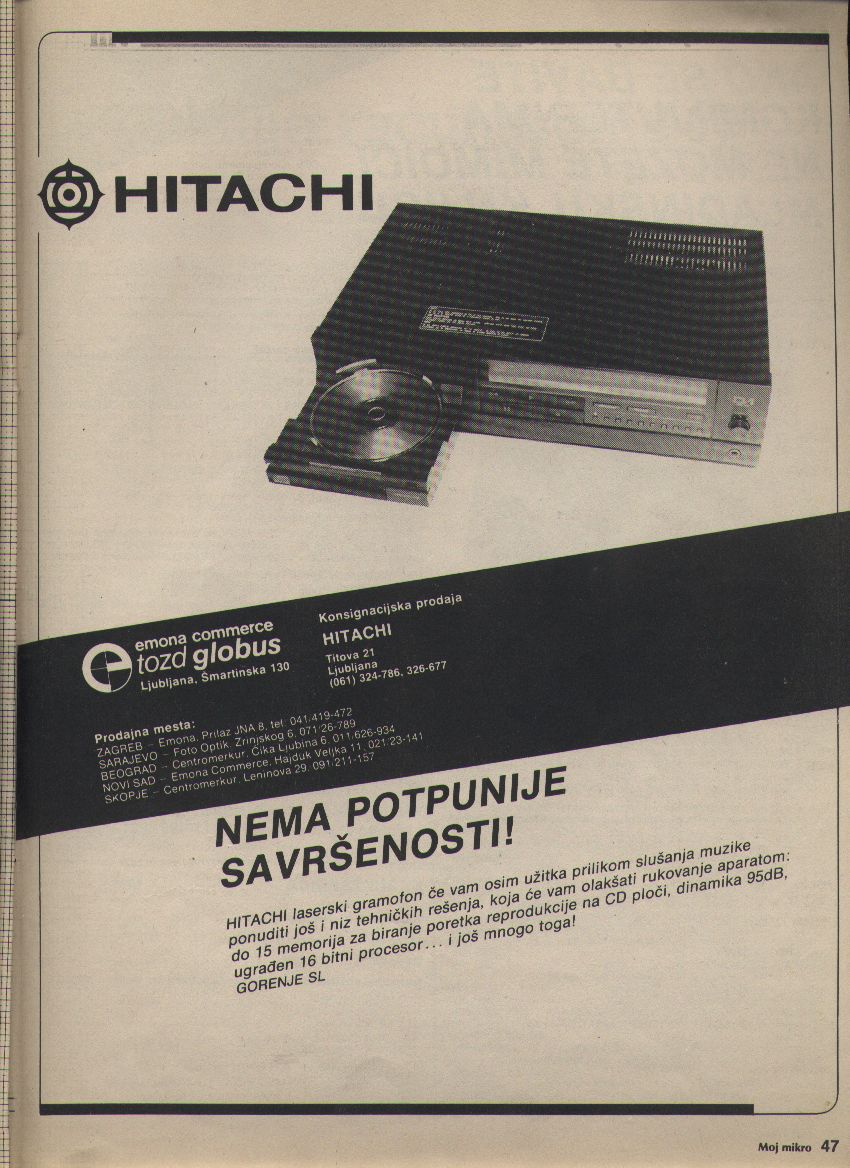 HITACHI
emona commerce
tozd globus
Ljubljana, Šmartinska 130
Konsignacijska prodaja
HITACHI
Titova 21
Ljubljana
(061) 324-786, 326-677
Prodajna mesta:
ZAGREB – Emona, Prilaz JNA 8, tel. 041/419-472
SARAJEVO – Foto Optik, Zrinjskog 6, 071/26-789
BEOGRAD – Centromerkur, Čika Ljubina 6, 011/626-934
NOVI SAD – Emona Commerce, Hajduk Veljka 11, 021/23-141
SKOPJE – Centromerkur, Leninova 29, 091/211-157
NEMA POTPUNIJE
SAVRŠENOSTI!
HITACHI laserski gramofon če vam osim užitka prilikom slušanja muzike
ponuditi još i niz tehničkih rešenja, koja će vam olakšati rukovanje aparatom:
do 15 memorija za biranje poretka reprodukcije na CD ploči, dinamika 95dB,
ugrađen 16 bitni procesor... i još mnogo toga!
GORENJE SL
Moj mikro 47